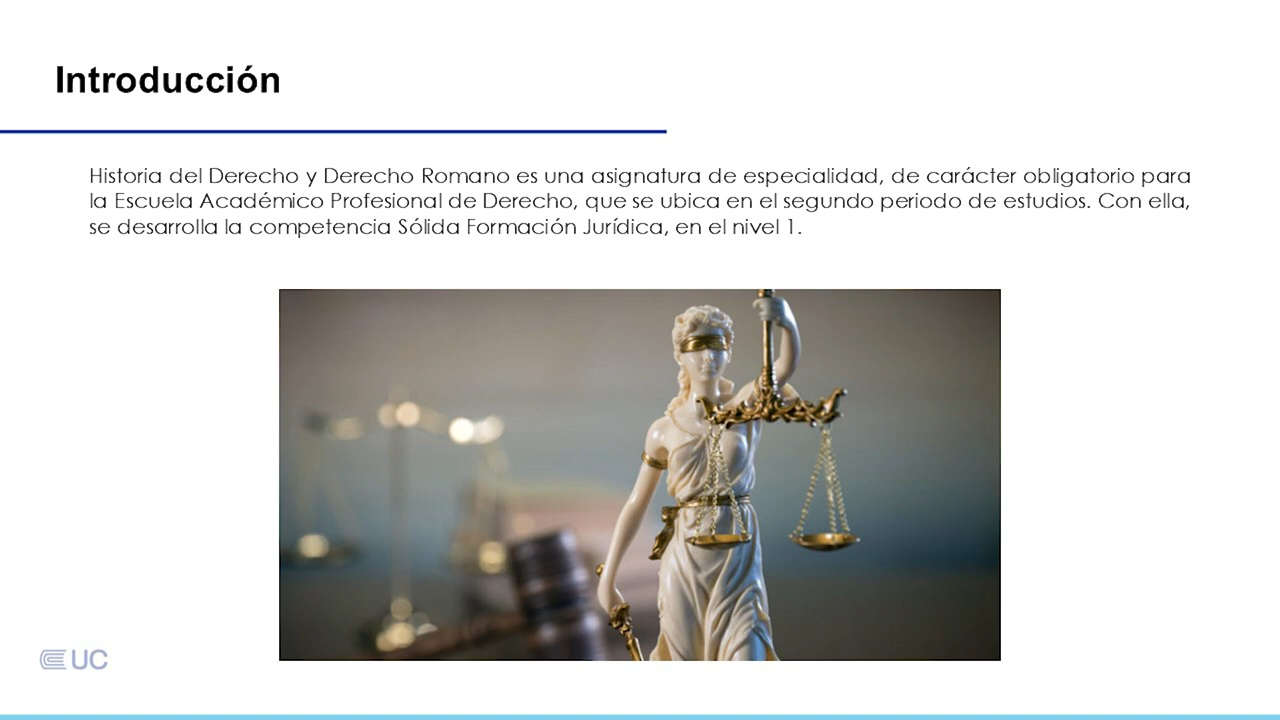 Introducción
Historia del Derecho y Derecho Romano es una asignatura de especialidad, de carácter obligatorio para
la Escuela Académico Profesional de Derecho, que se ubica en el segundo periodo de estudios. Con ella,
se desarrolla la competencia Sólida Formación Jurídica, en el nivel 1.
UC